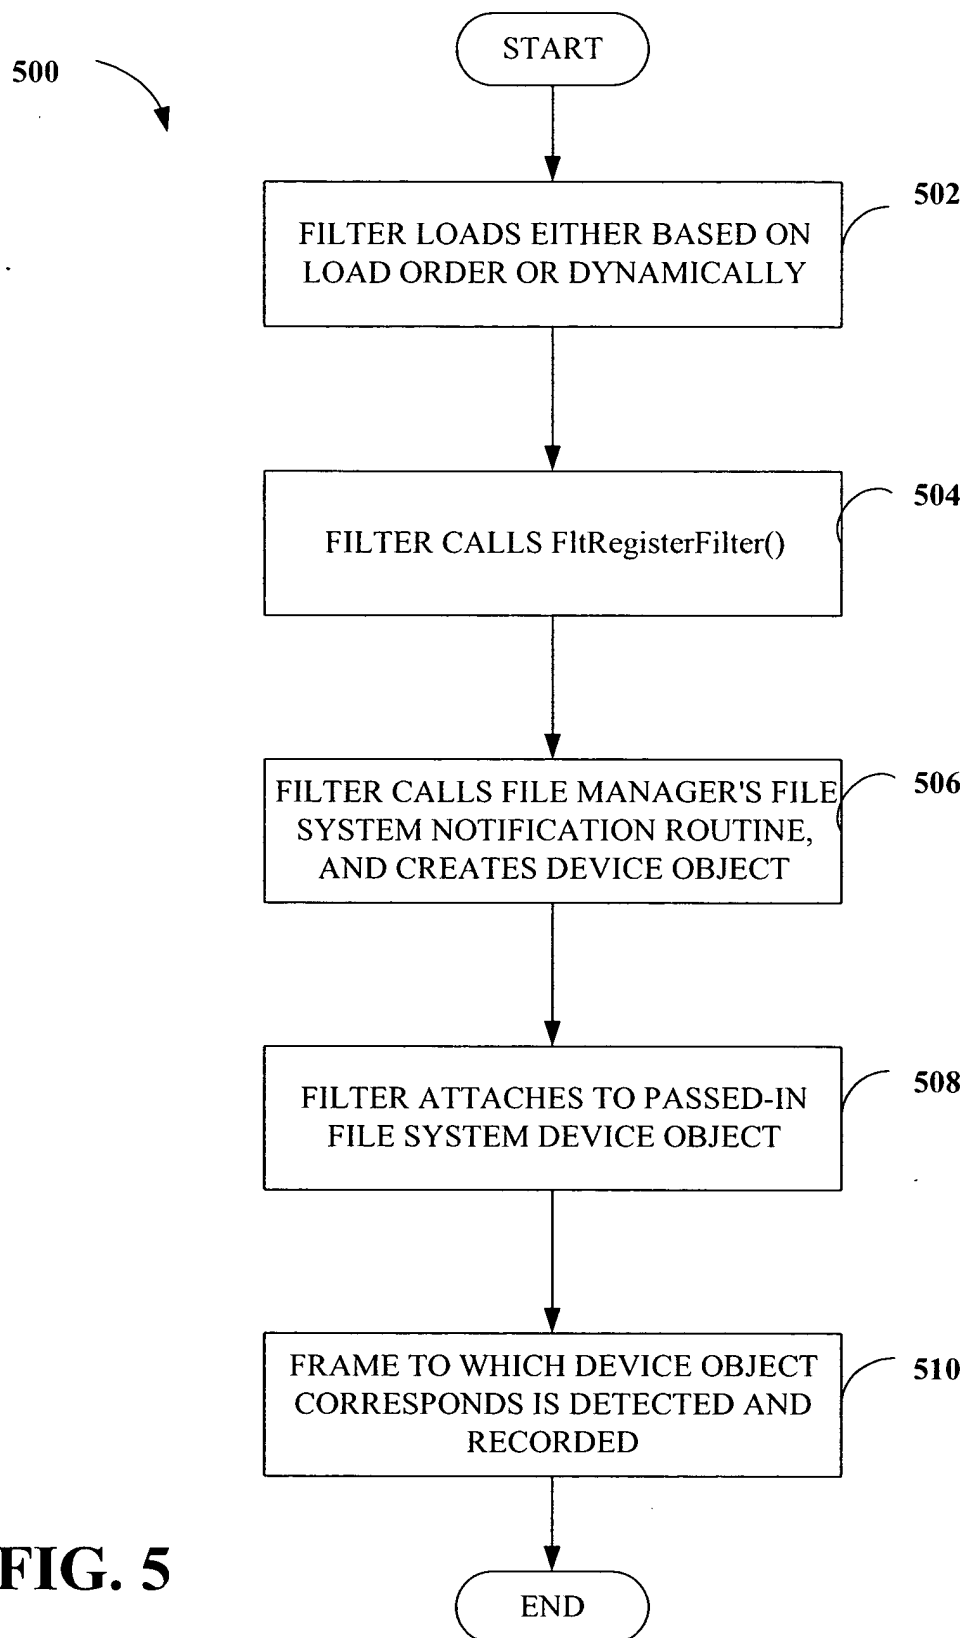 START
500
502
FILTER LOADS EITHER BASED ON
LOAD ORDER OR DYNAMICALLY
504
FILTER CALLS FltRegisterFilter()
506
FILTER CALLS FILE MANAGER'S FILE
SYSTEM NOTIFICATION ROUTINE,
AND CREATES DEVICE OBJECT
508
FILTER ATTACHES TO PASSED-IN
FILE SYSTEM DEVICE OBJECT
510
FRAME TO WHICH DEVICE OBJECT
CORRESPONDS IS DETECTED AND
RECORDED
FIG. 5
END